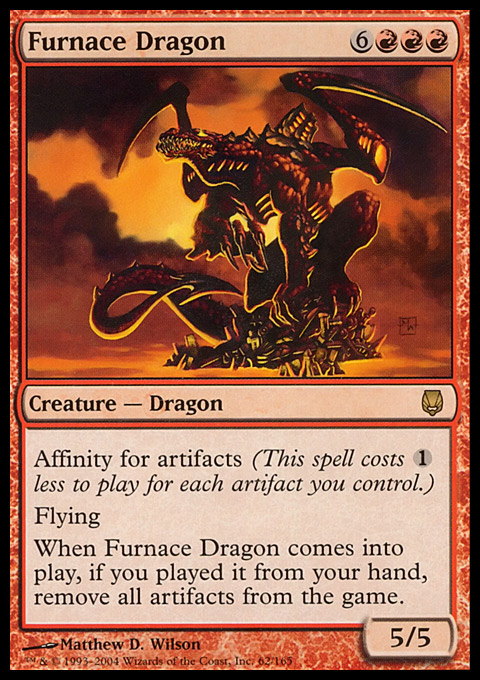 Furnace Dragon 6
Creature — Dragon
Affinity for artifacts (This spell costs 1
less to play for each artifact you control.)
Flying
When Furnace Dragon comes into
play, if you played it from your hand,
remove all artifacts from the game.
5/5
Matthew D. Wilson
™ & © 1993–2004 Wizards of the Coast, Inc. 62/165